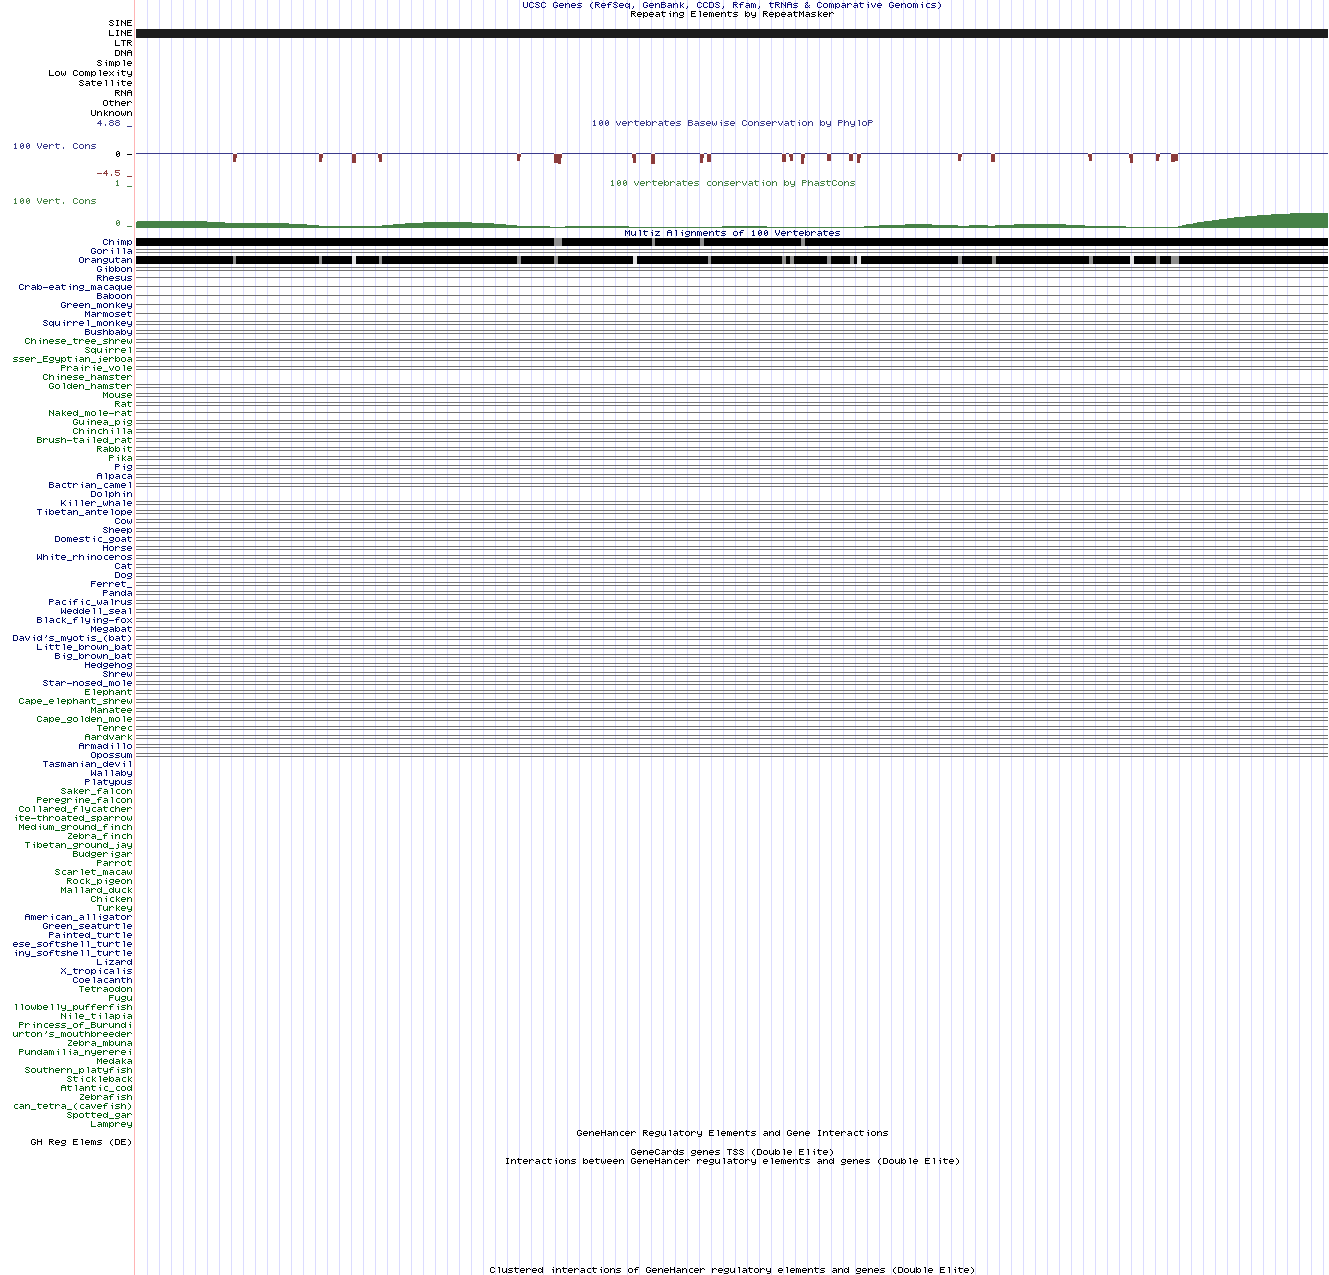 UCSC Genes (RefSeq, GenBank, CCDS, Rfam, tRNAs & Comparative Genomics)
Repeating Elements by RepeatMasker
SINE
LINE
LTR
DNA
Simple
Low Complexity
Satellite
RNA
Other
Unknown
4.88 _
100 vertebrates Basewise Conservation by PhyloP
100 Vert. Cons
0 -
-4.5 _
1 _
100 vertebrates conservation by PhastCons
100 Vert. Cons
0 _
Multiz Alignments of 100 Vertebrates
Chimp
Gorilla
Orangutan
Gibbon
Rhesus
Crab-eating_macaque
Baboon
Green_monkey
Marmoset
Squirrel_monkey
Bushbaby
Chinese_tree_shrew
Squirrel
sser_Egyptian_jerboa
Prairie_vole
Chinese_hamster
Golden_hamster
Mouse
Rat
Naked_mole-rat
Guinea_pig
Chinchilla
Brush-tailed_rat
Rabbit
Pika
Pig
Alpaca
Bactrian_camel
Dolphin
Killer_whale
Tibetan_antelope
Cow
Sheep
Domestic_goat
Horse
White_rhinoceros
Cat
Dog
Ferret_
Panda
Pacific_walrus
Weddell_seal
Black_flying-fox
Megabat
David's_myotis_(bat)
Little_brown_bat
Big_brown_bat
Hedgehog
Shrew
Star-nosed_mole
Elephant
Cape_elephant_shrew
Manatee
Cape_golden_mole
Tenrec
Aardvark
Armadillo
Opossum
Tasmanian_devil
Wallaby
Platypus
Saker_falcon
Peregrine_falcon
Collared_flycatcher
ite-throated_sparrow
Medium_ground_finch
Zebra_finch
Tibetan_ground_jay
Budgerigar
Parrot
Scarlet_macaw
Rock_pigeon
Mallard_duck
Chicken
Turkey
American_alligator
Green_seaturtle
Painted_turtle
ese_softshell_turtle
iny_softshell_turtle
Lizard
X_tropicalis
Coelacanth
Tetraodon
Fugu
llowbelly_pufferfish
Nile_tilapia
Princess_of_Burundi
urton's_mouthbreeder
Zebra_mbuna
Pundamilia_nyererei
Medaka
Southern_platyfish
Stickleback
Atlantic_cod
Zebrafish
can_tetra_(cavefish)
Spotted_gar
Lamprey
GeneHancer Regulatory Elements and Gene Interactions
GH Reg Elems (DE)
GeneCards genes TSS (Double Elite)
Interactions between GeneHancer regulatory elements and genes (Double Elite)
Clustered interactions of GeneHancer regulatory elements and genes (Double Elite)